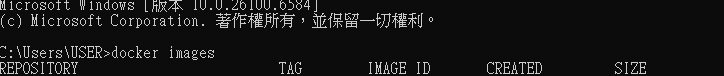 Microsoft Windows [版本 10.0.26100.6584]
(c) Microsoft Corporation. 著作權所有，並保留一切權利。
C:\Users\USER>docker images
REPOSITORY TAG IMAGE ID CREATED SIZE